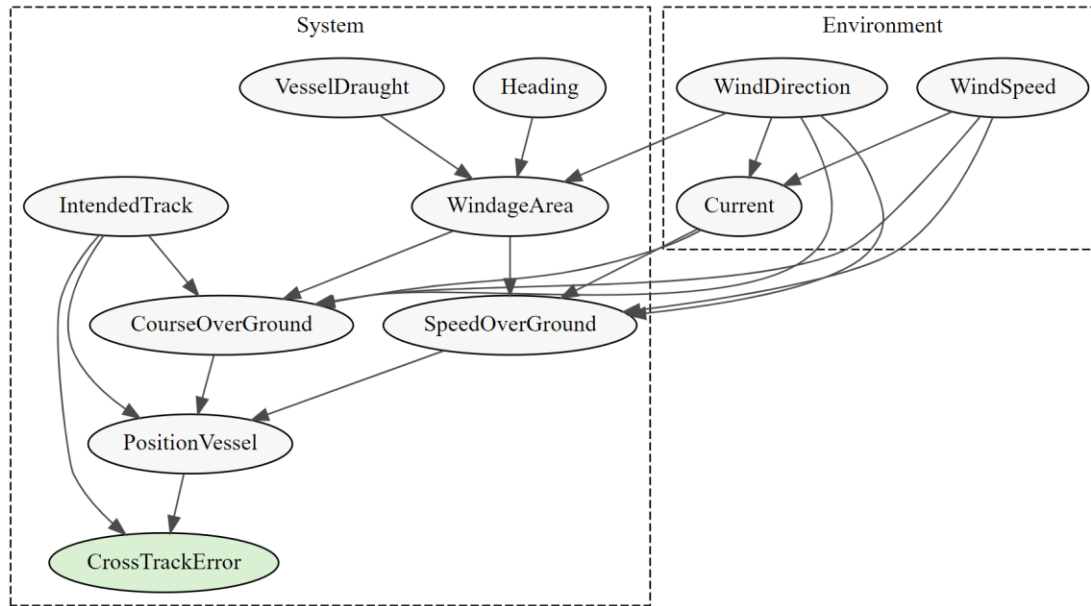 System
Environment
VesselDraught
Heading
WindDirection
WindSpeed
IntendedTrack
WindageArea
Current
CourseOverGround
SpeedOverGround
PositionVessel
CrossTrackError